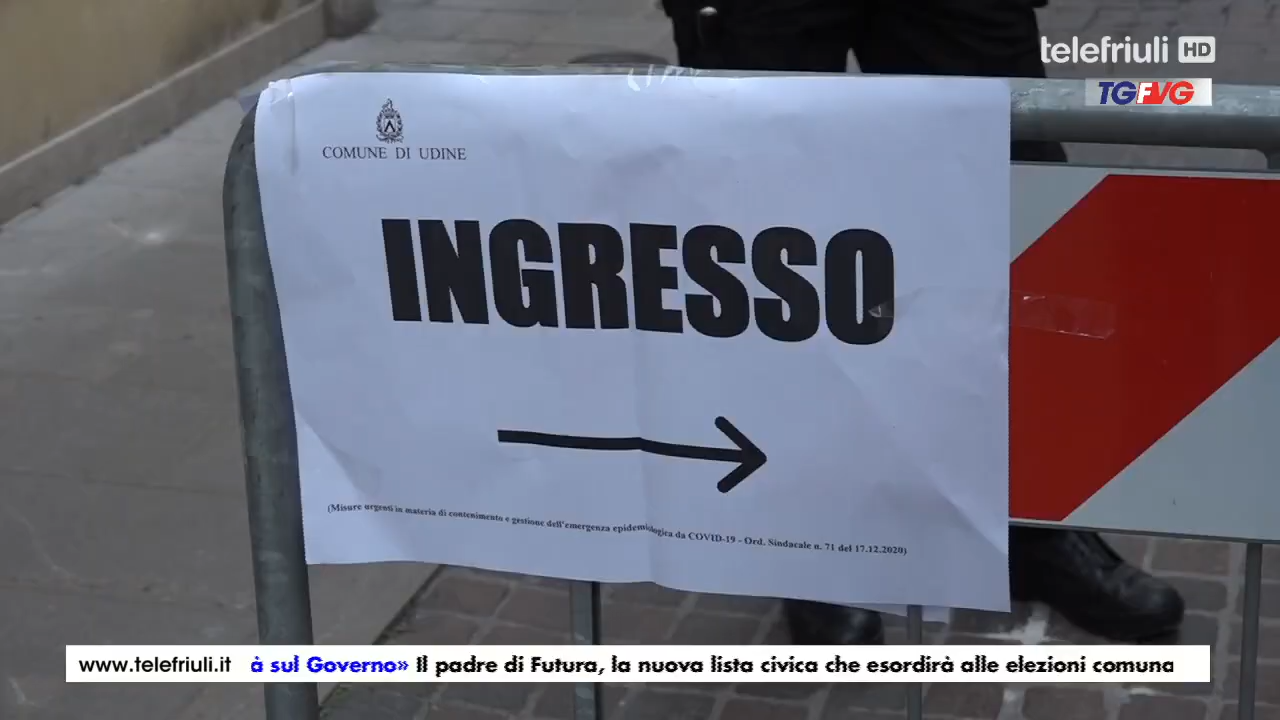 telefriuli HD
TGFVG
COMUNE DI UDINE
INGRESSO
(Misure urgenti in materia di contenimento e gestione dell'emergenza epidemiologica da COVID-19 - Ord. Sindacale n. 71 del 17.12.2020)
www.telefriuli.it à sul Governo» Il padre di Futura, la nuova lista civica che esordirà alle elezioni comuna